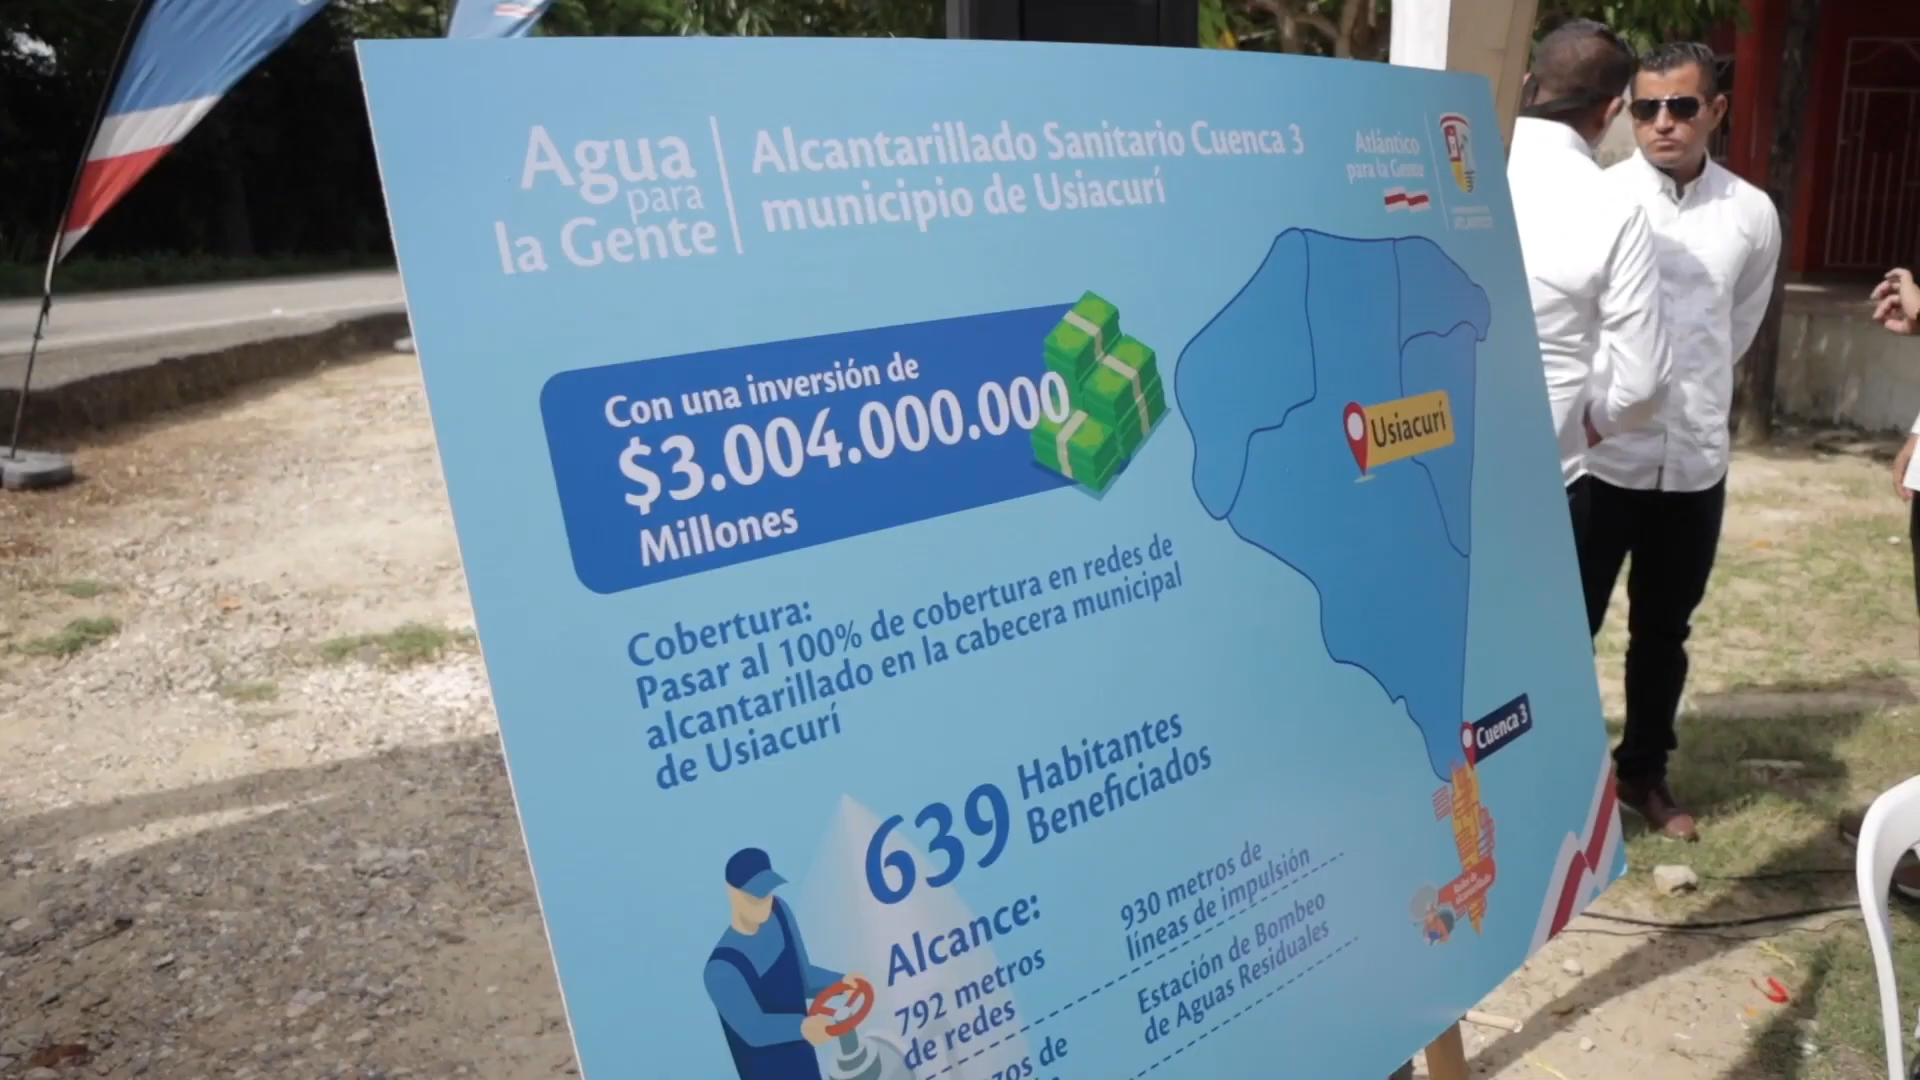 Agua
para
la Gente
Alcantarillado Sanitario Cuenca 3
municipio de Usiacurí
Atlántico
para la Gente
Con una inversión de
$3.004.000.000
Millones
Usiacurí
Cobertura:
Pasar al 100% de cobertura en redes de
alcantarillado en la cabecera municipal
de Usiacurí
Cuenca 3
639
Habitantes
Beneficiados
Alcance:
792 metros
de redes
930 metros de
líneas de impulsión
Estación de Bombeo
de Aguas Residuales
de